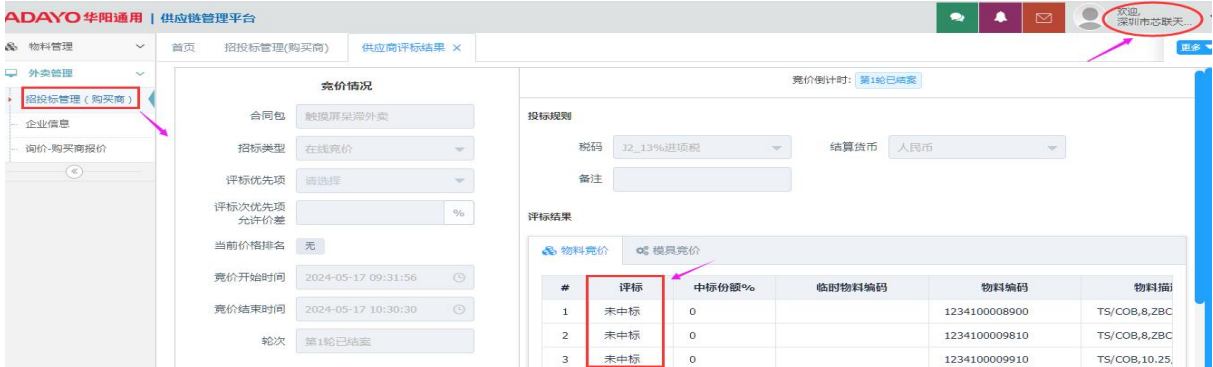 ADAYO 华阳通用 | 供应链管理平台
欢迎,
深圳市芯联天...
物料管理
外卖管理
招投标管理(购买商)
企业信息
询价-购买商报价
首页 招投标管理(购买商) 供应商评标结果 ×
更多
竞价情况
合同包 触摸屏呆滞外卖
招标类型 在线竞价
评标优先项 请选择
评标次优先项
允许价差 %
当前价格排名 无
竞价开始时间 2024-05-17 09:31:56
竞价结束时间 2024-05-17 10:30:30
轮次 第1轮已结案
竞价倒计时: 第1轮已结案
投标规则
税码 J2_13%进项税 结算货币 人民币
备注
评标结果
物料竞价 模具竞价
# 评标 中标份额% 临时物料编码 物料编码 物料描
1 未中标 0 1234100008900 TS/COB,8,ZBC
2 未中标 0 1234100009810 TS/COB,8,ZBC
3 未中标 0 1234100009910 TS/COB,10.25,